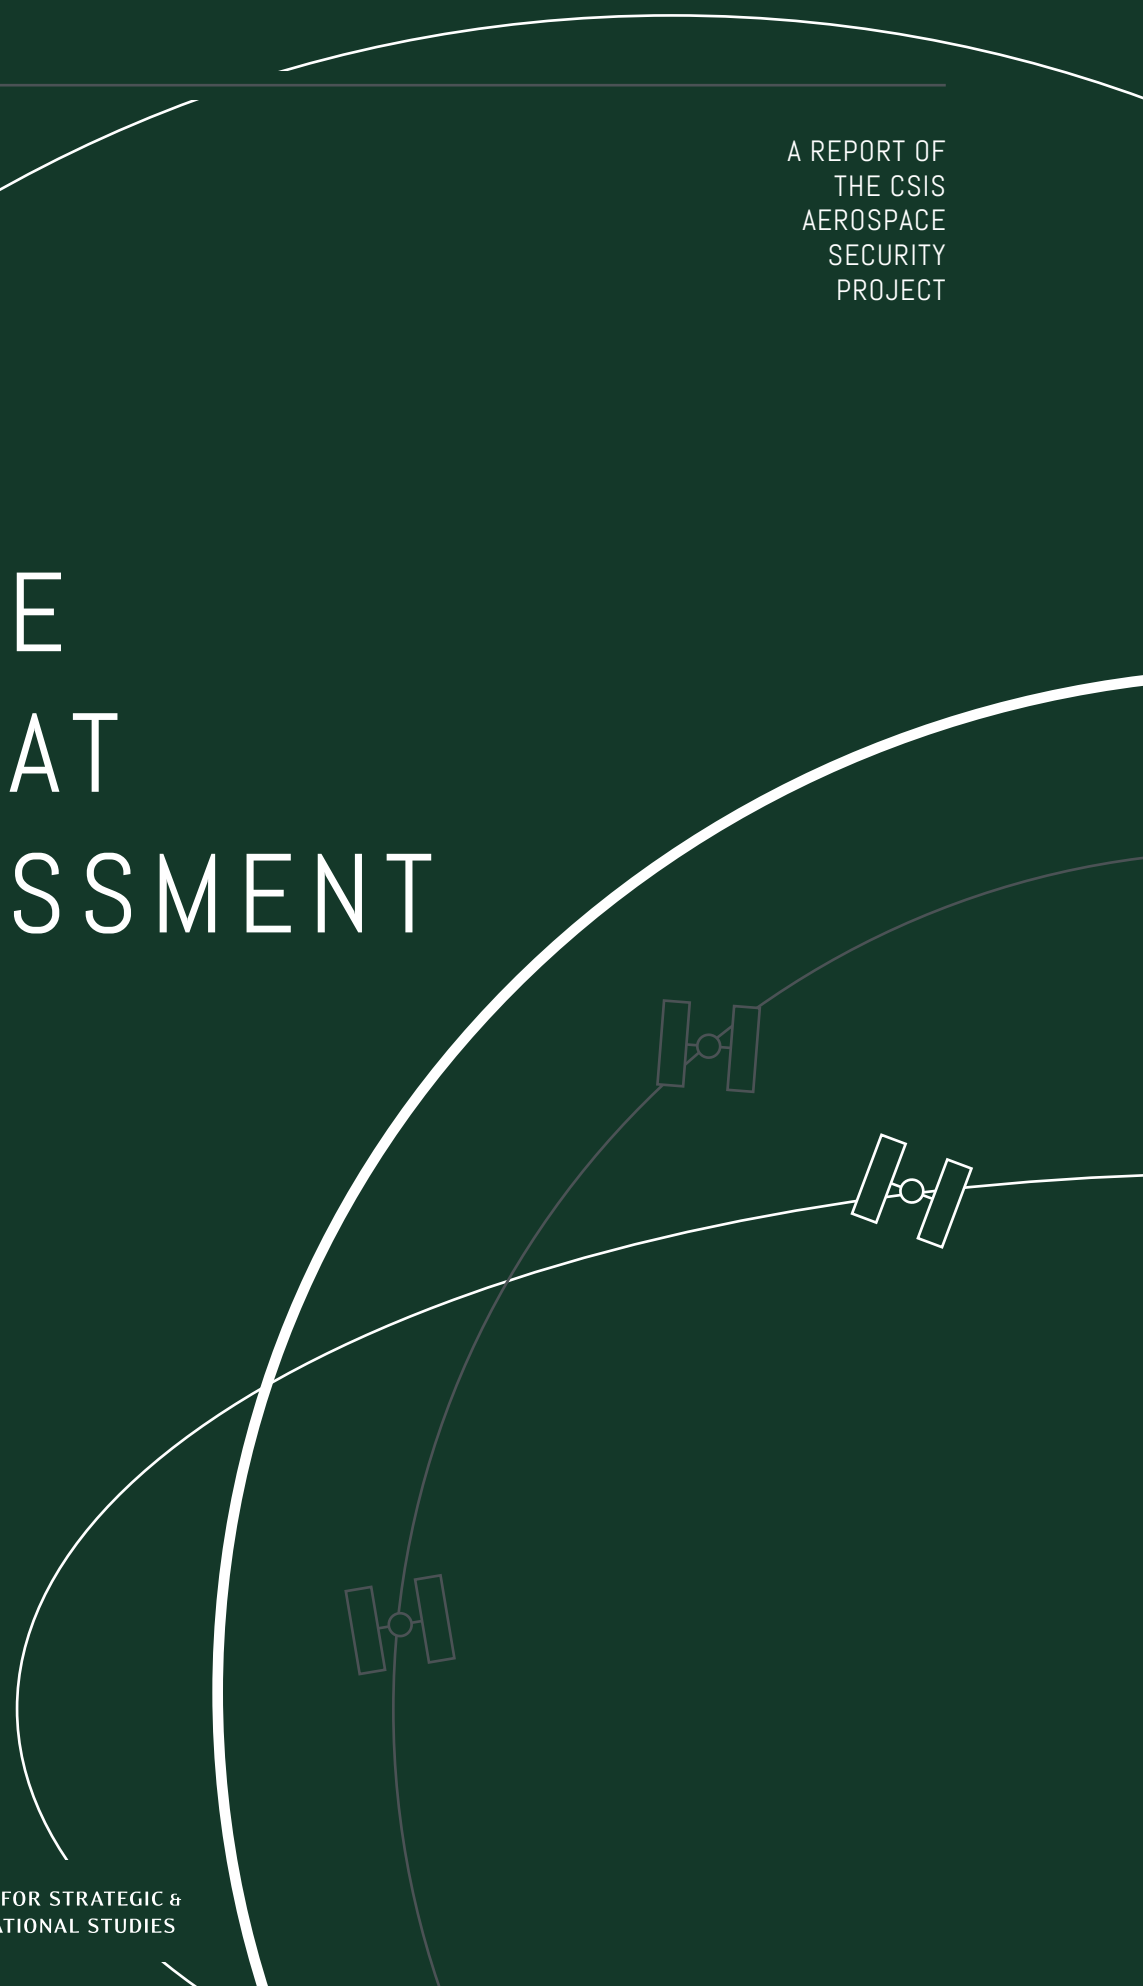 A REPORT OF
THE CSIS
AEROSPACE
SECURITY
PROJECT
E
AT
SSMENT
FOR STRATEGIC &
ATIONAL STUDIES